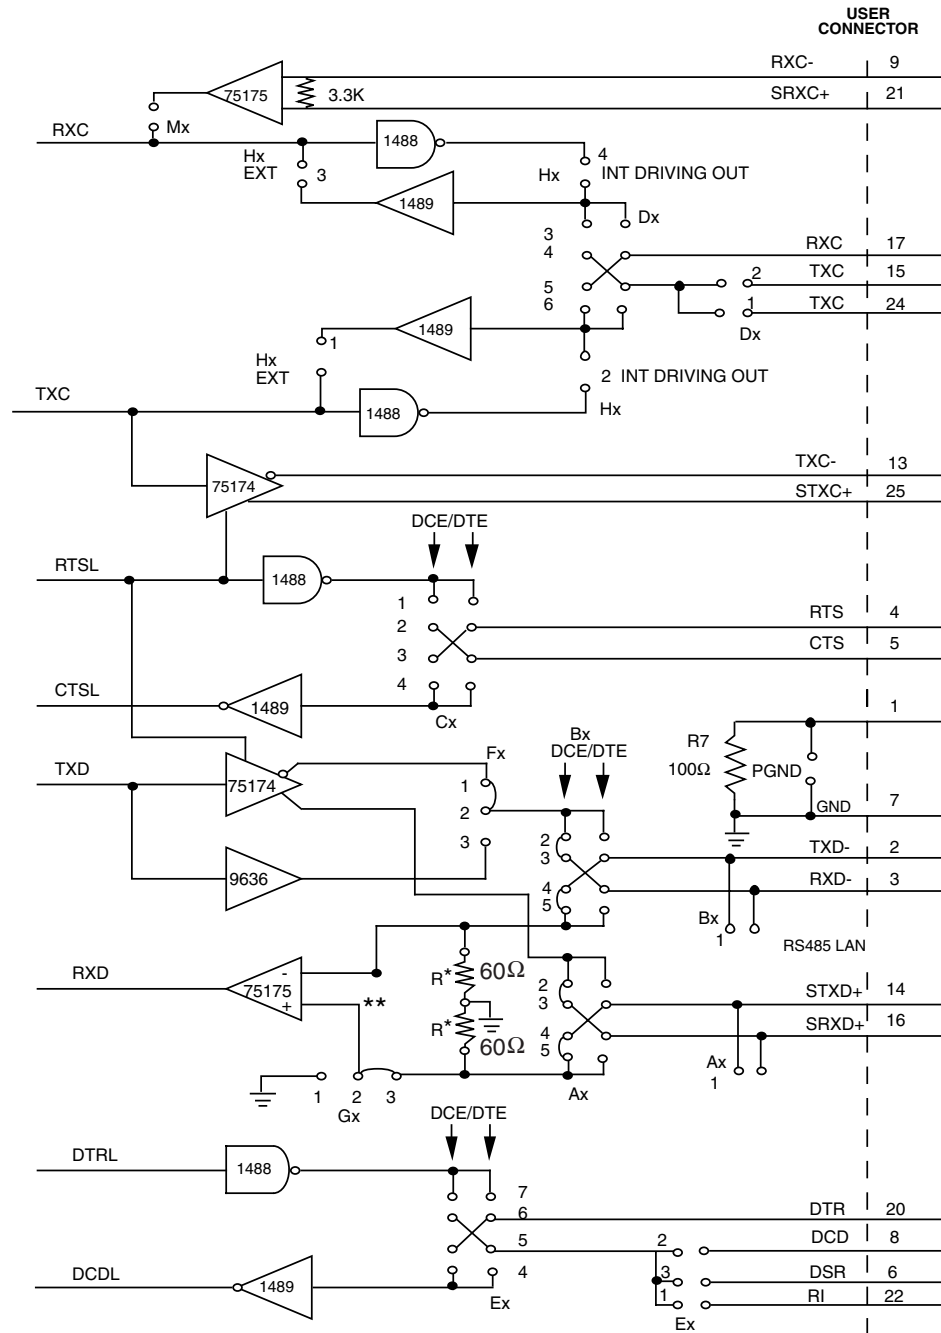 USER
CONNECTOR
RXC- 9
75175 3.3K SRXC+ 21
RXC Mx
1488
Hx
EXT 3 Hx 4 INT DRIVING OUT
1489
Dx
3
4 RXC 17
5 2 TXC 15
6 1 TXC 24
1489 Dx
1
Hx
EXT 2 INT DRIVING OUT
TXC 1488 Hx
TXC- 13
75174 STXC+ 25
DCE/DTE
RTSL 1488
1 RTS 4
2
3 CTS 5
4
CTSL 1489
Cx
1
Bx
DCE/DTE
Fx R7
100Ω PGND
TXD 75174 1
2 GND 7
3 2
3 TXD- 2
9636 4 RXD- 3
5 Bx
1 RS485 LAN
RXD - 75175 + ** R* 60Ω 2
3 STXD+ 14
R* 60Ω 4 SRXD+ 16
5 Ax
1
1 2 3
Gx Ax
DCE/DTE
DTRL 1488
7
6 DTR 20
5 2 DCD 8
4 3 DSR 6
DCDL 1489 1 RI 22
Ex
Ex